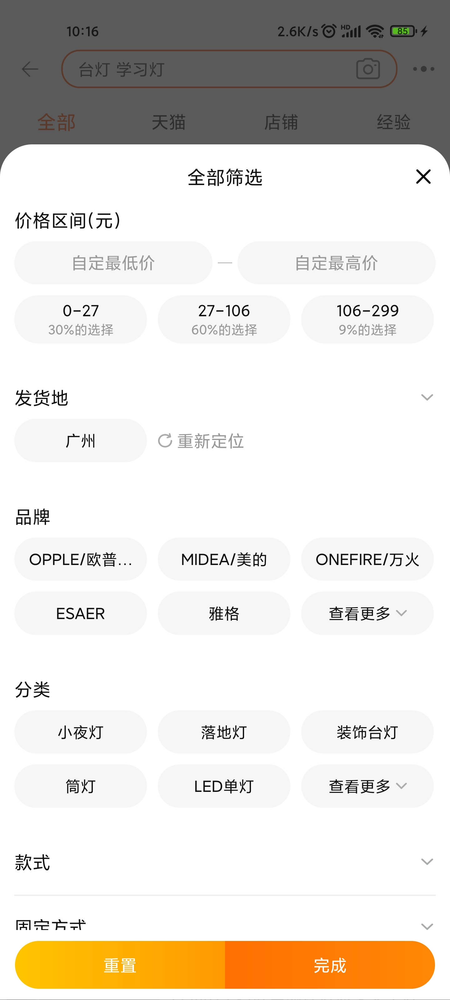 10:16 2.6K/s HD 85
台灯 学习灯
全部 天猫 店铺 经验
全部筛选
价格区间(元)
自定最低价 — 自定最高价
0-27 27-106 106-299
30%的选择 60%的选择 9%的选择
发货地
广州 重新定位
品牌
OPPLE/欧普... MIDEA/美的 ONEFIRE/万火
ESAER 雅格 查看更多
分类
小夜灯 落地灯 装饰台灯
筒灯 LED单灯 查看更多
款式
固定方式
重置 完成